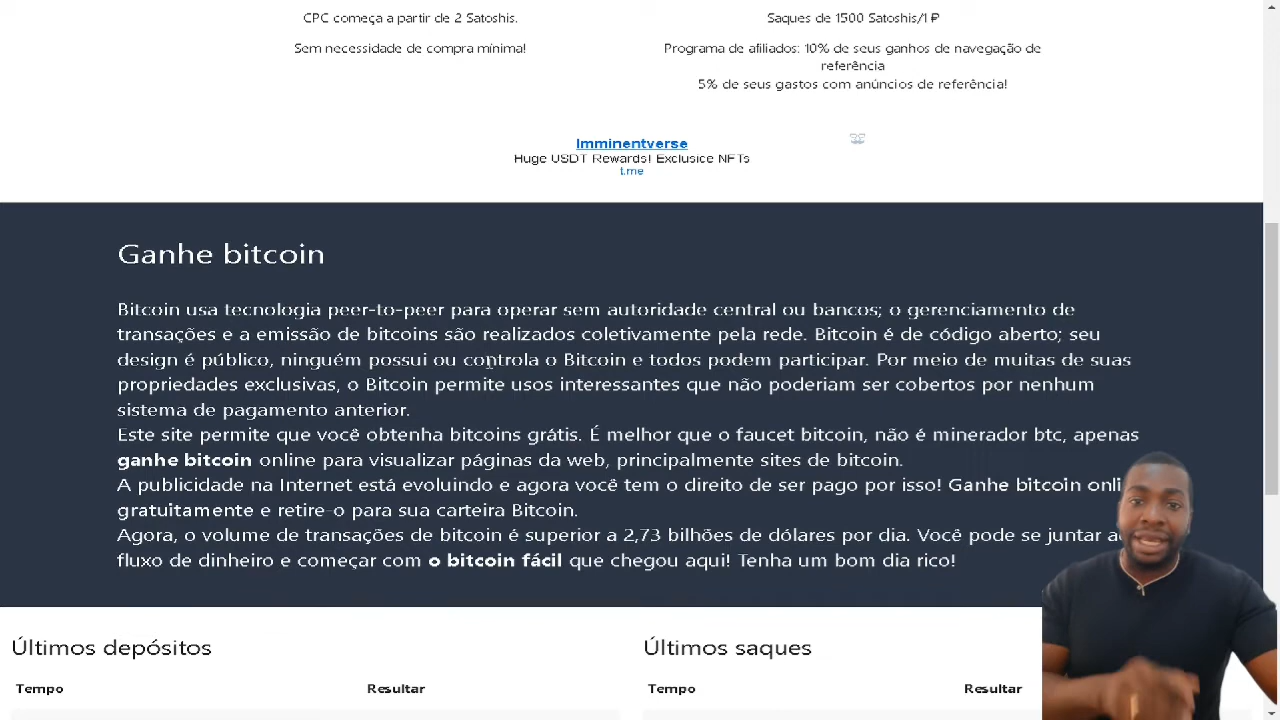 CPC começa a partir de 2 Satoshis.
Sem necessidade de compra mínima!
Saques de 1500 Satoshis/1 ₽
Programa de afiliados: 10% de seus ganhos de navegação de
referência
5% de seus gastos com anúncios de referência!
Imminentverse
Huge USDT Rewards! Exclusice NFTs
t.me
Ganhe bitcoin
Bitcoin usa tecnologia peer-to-peer para operar sem autoridade central ou bancos; o gerenciamento de
transações e a emissão de bitcoins são realizados coletivamente pela rede. Bitcoin é de código aberto; seu
design é público, ninguém possui ou controla o Bitcoin e todos podem participar. Por meio de muitas de suas
propriedades exclusivas, o Bitcoin permite usos interessantes que não poderiam ser cobertos por nenhum
sistema de pagamento anterior.
Este site permite que você obtenha bitcoins grátis. É melhor que o faucet bitcoin, não é minerador btc, apenas
ganhe bitcoin online para visualizar páginas da web, principalmente sites de bitcoin.
A publicidade na Internet está evoluindo e agora você tem o direito de ser pago por isso! Ganhe bitcoin
gratuitamente e retire-o para sua carteira Bitcoin.
Agora, o volume de transações de bitcoin é superior a 2,73 bilhões de dólares por dia. Você pode se juntar
fluxo de dinheiro e começar com o bitcoin fácil que chegou aqui! Tenha um bom dia rico!
Últimos depósitos
Últimos saques
Tempo
Resultar
Tempo
Resultar